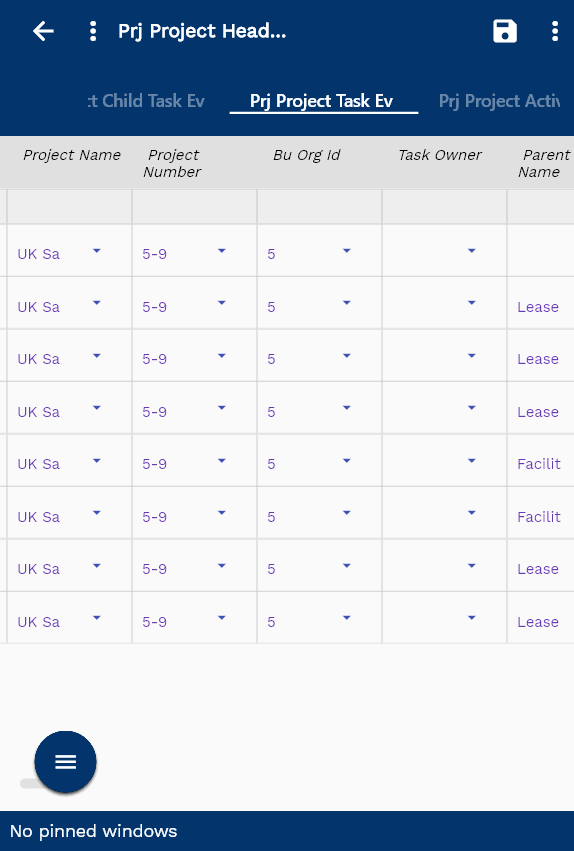 Prj Project Head...
:t Child Task Ev Prj Project Task Ev Prj Project Activ
Project Name Project Number Bu Org Id Task Owner Parent Name
UK Sa 5-9 5
UK Sa 5-9 5 Lease
UK Sa 5-9 5 Lease
UK Sa 5-9 5 Lease
UK Sa 5-9 5 Facilit
UK Sa 5-9 5 Facilit
UK Sa 5-9 5 Lease
UK Sa 5-9 5 Lease
No pinned windows